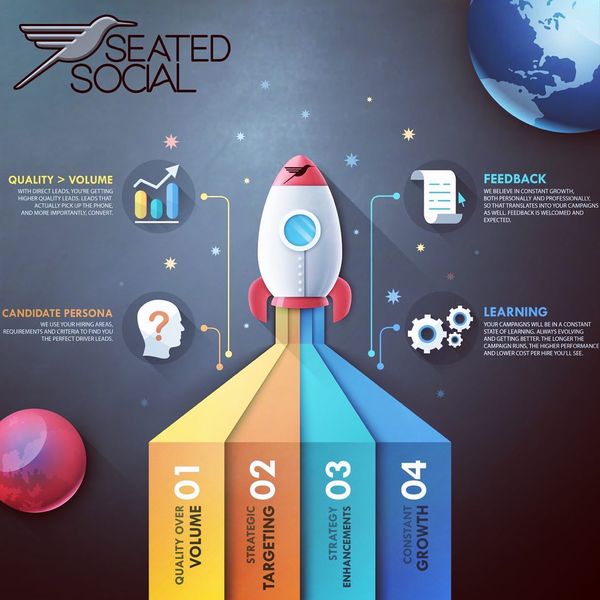 SEATED
SOCIAL
QUALITY > VOLUME
WITH DIRECT LEADS, YOU'RE GETTING
HIGHER QUALITY LEADS. LEADS THAT
ACTUALLY PICK UP THE PHONE,
AND MORE IMPORTANTLY, CONVERT.
FEEDBACK
WE BELIEVE IN CONSTANT GROWTH,
BOTH PERSONALLY AND PROFESSIONALLY,
SO THAT TRANSLATES INTO YOUR CAMPAIGNS
AS WELL. FEEDBACK IS WELCOMED AND
EXPECTED.
CANDIDATE PERSONA
WE USE YOUR HIRING AREAS,
REQUIREMENTS AND CRITERIA TO FIND YOU
THE PERFECT DRIVER LEADS.
?
LEARNING
YOUR CAMPAIGNS WILL BE IN A CONSTANT
STATE OF LEARNING. ALWAYS EVOLVING
AND GETTING BETTER. THE LONGER THE
CAMPAIGN RUNS, THE HIGHER PERFORMANCE
AND LOWER COST PER HIRE YOU'LL SEE.
01
QUALITY OVER
VOLUME
02
STRATEGIC
TARGETING
03
STRATEGY
ENHANCEMENTS
04
CONSTANT
GROWTH